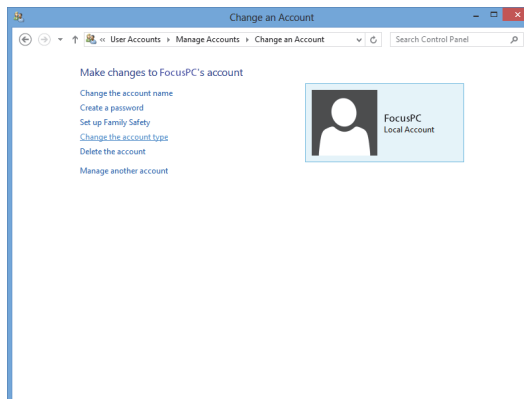 Change an Account
« User Accounts ▸ Manage Accounts ▸ Change an Account
Search Control Panel
Make changes to FocusPC's account
Change the account name
Create a password
Set up Family Safety
Change the account type
Delete the account
Manage another account
FocusPC
Local Account